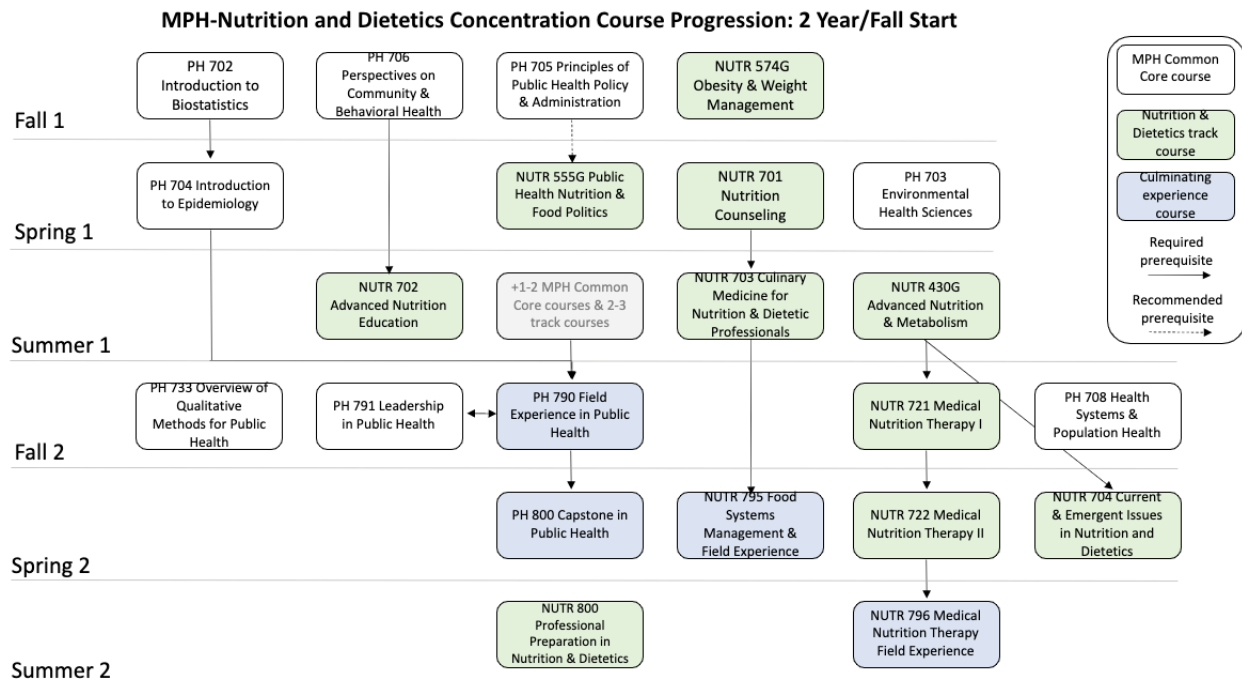 MPH-Nutrition and Dietetics Concentration Course Progression: 2 Year/Fall Start
PH 702
Introduction to
Biostatistics
PH 706
Perspectives on
Community &
Behavioral Health
PH 705 Principles of
Public Health Policy
& Administration
NUTR 574G
Obesity & Weight
Management
Fall 1
PH 704 Introduction
to Epidemiology
NUTR 555G Public
Health Nutrition &
Food Politics
NUTR 701
Nutrition
Counseling
PH 703
Environmental
Health Sciences
Spring 1
NUTR 702
Advanced Nutrition
Education
+1-2 MPH Common
Core courses & 2-3
track courses
NUTR 703 Culinary
Medicine for
Nutrition & Dietetic
Professionals
NUTR 430G
Advanced Nutrition
& Metabolism
Summer 1
PH 733 Overview of
Qualitative
Methods for Public
Health
PH 791 Leadership
in Public Health
PH 790 Field
Experience in Public
Health
NUTR 721 Medical
Nutrition Therapy I
PH 708 Health
Systems &
Population Health
Fall 2
PH 800 Capstone in
Public Health
NUTR 795 Food
Systems
Management &
Field Experience
NUTR 722 Medical
Nutrition Therapy II
NUTR 704 Current
& Emergent Issues
in Nutrition and
Dietetics
Spring 2
NUTR 800
Professional
Preparation in
Nutrition & Dietetics
NUTR 796 Medical
Nutrition Therapy
Field Experience
Summer 2
MPH Common
Core course
Nutrition &
Dietetics track
course
Culminating
experience
course
Required
prerequisite
Recommended
prerequisite